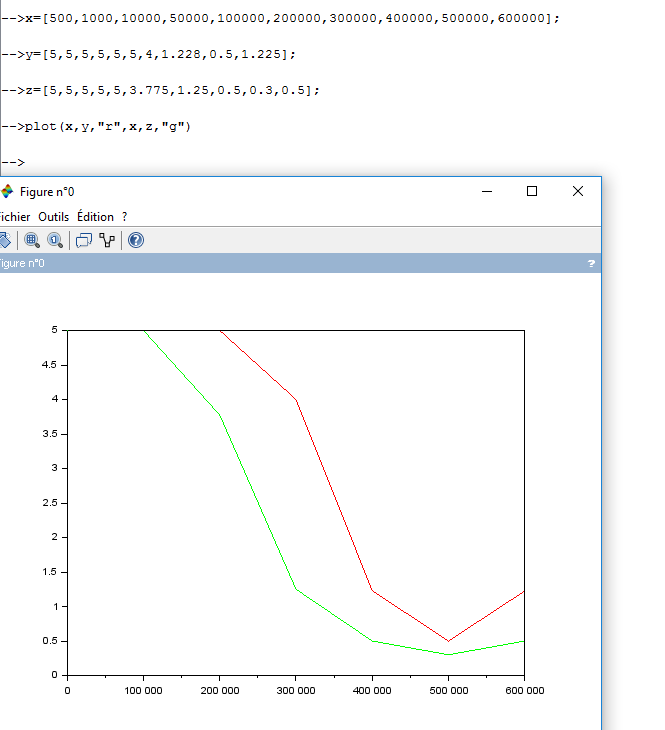 -->x=[500,1000,10000,50000,100000,200000,300000,400000,500000,600000];
-->y=[5,5,5,5,5,5,4,1.228,0.5,1.225];
-->z=[5,5,5,5,5,3.775,1.25,0.5,0.3,0.5];
-->plot(x,y,"r",x,z,"g")
-->
Figure n°0
ichier Outils Édition ?
igure n°0 ?
5
4.5
4
3.5
3
2.5
2
1.5
1
0.5
0
0 100 000 200 000 300 000 400 000 500 000 600 000